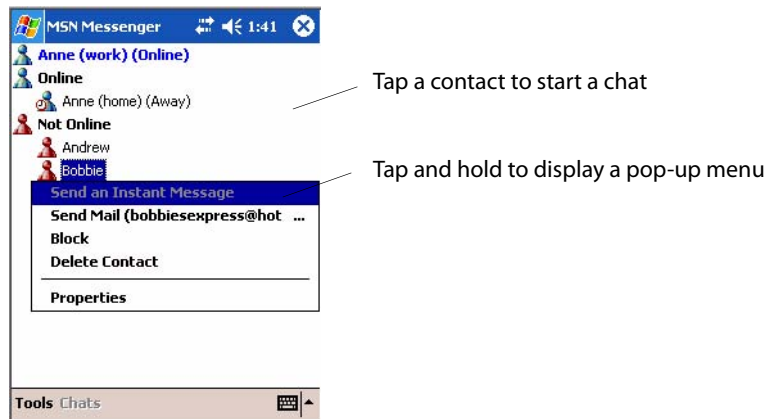 MSN Messenger 1:41
Anne (work) (Online)
Online
Anne (home) (Away)
Not Online
Andrew
Bobbie
Send an Instant Message
Send Mail (bobbiesexpress@hot ...
Block
Delete Contact
Properties
Tools Chats
Tap a contact to start a chat
Tap and hold to display a pop-up menu